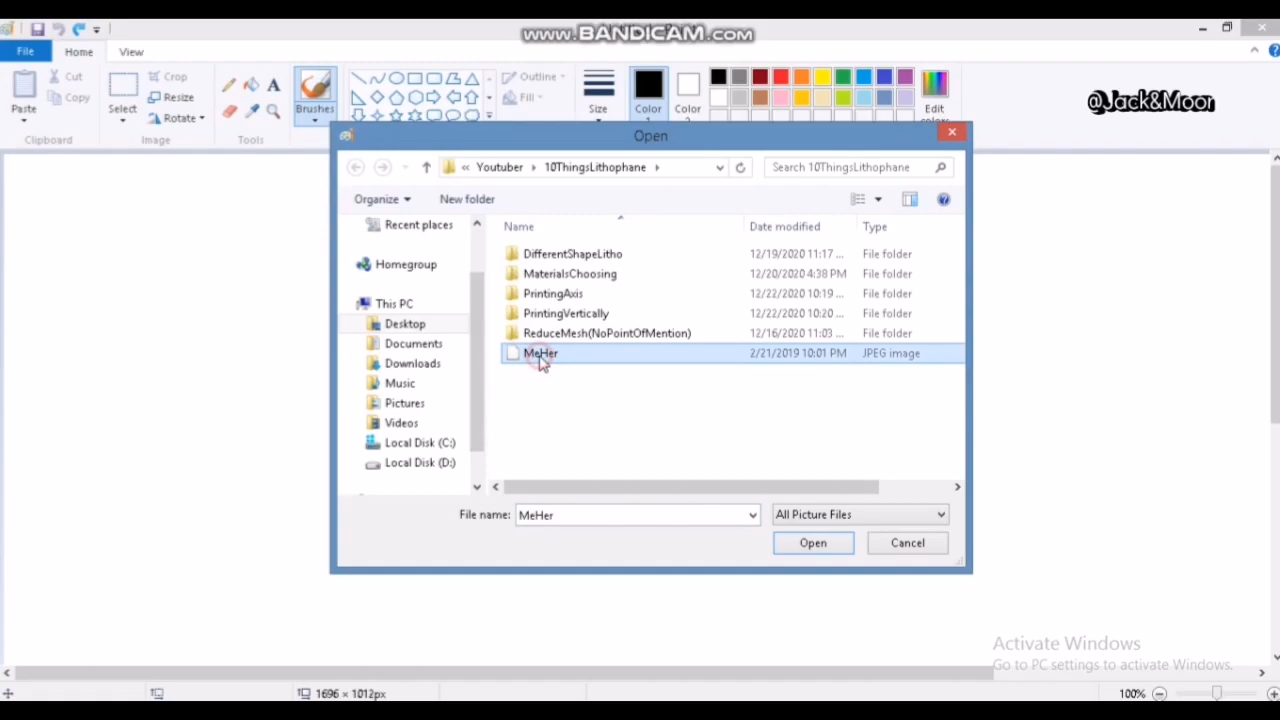 www.BANDICAM.com
File Home View
Paste
Cut
Copy
Clipboard
Select
Crop
Resize
Rotate
Image
Tools
Brushes
Outline
Fill
Size
Color
1
Color
2
Edit
@Jack&Moor
Open
« Youtuber 10ThingsLithophane
Search 10ThingsLithophane
Organize New folder
Name Date modified Type
Recent places
Homegroup
This PC
Desktop
Documents
Downloads
Music
Pictures
Videos
Local Disk (C:)
Local Disk (D:)
DifferentShapeLitho 12/19/2020 11:17 ... File folder
MaterialsChoosing 12/20/2020 4:38 PM File folder
PrintingAxis 12/22/2020 10:19 ... File folder
PrintingVertically 12/22/2020 10:20 ... File folder
ReduceMesh(NoPointOfMention) 12/16/2020 11:03 ... File folder
MeHer 2/21/2019 10:01 PM JPEG image
File name: MeHer All Picture Files
Open Cancel
Activate Windows
Go to PC settings to activate Windows.
1696 × 1012px 100%